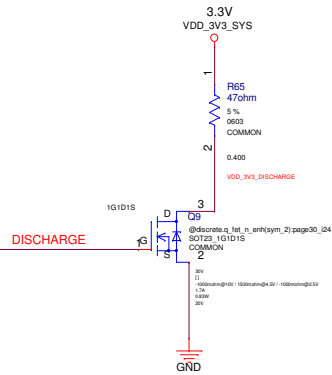 3.3V
VDD_3V3_SYS
1
R65
47ohm
5 %
0603
COMMON
2
0.400
VDD_3V3_DISCHARGE
1G1D1S
3
D
Q9
@discrete.q_fet_n_enh(sym_2):page30_i24
DISCHARGE
1
G
SOT23_1G1D1S
COMMON
S
2
30V
[]
1.7A
0.83W
20V
GND